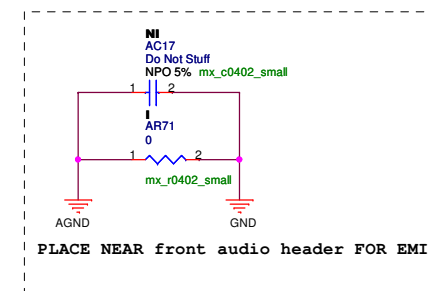 NI
AC17
Do Not Stuff
NPO 5% mx_c0402_small
1 2
I
AR71
0
1 2
mx_r0402_small
AGND GND
PLACE NEAR front audio header FOR EMI